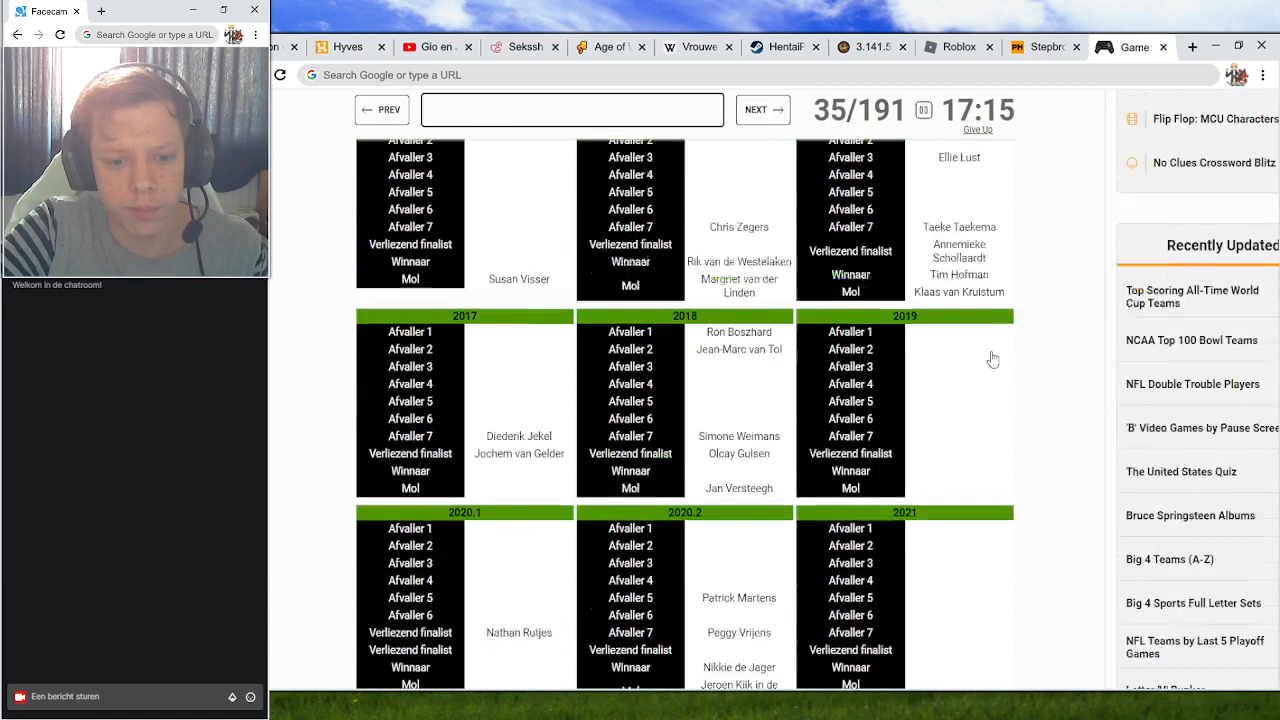 Facecam
Search Google or type a URL
Welkom in de chatroom!
Een bericht sturen
Hyves
Gio en
Sekssh
Age of
Vrouwe
HentaiP
3.141.5
Roblox
Stepbro
Game:
Search Google or type a URL
PREV
NEXT
35/191
17:15
Give Up
Afvaller 2
Afvaller 3
Afvaller 4
Afvaller 5
Afvaller 6
Afvaller 7
Verliezend finalist
Winnaar
Mol Susan Visser
Afvaller 2
Afvaller 3
Afvaller 4
Afvaller 5
Afvaller 6
Afvaller 7 Chris Zegers
Verliezend finalist
Winnaar Rik van de Westelaken
Mol Margriet van der
Linden
Afvaller 2
Afvaller 3 Ellie Lust
Afvaller 4
Afvaller 5
Afvaller 6
Afvaller 7 Taeke Taekema
Verliezend finalist Annemieke
Schollaardt
Winnaar Tim Hofman
Mol Klaas van Kruistum
2017
Afvaller 1
Afvaller 2
Afvaller 3
Afvaller 4
Afvaller 5
Afvaller 6
Afvaller 7 Diederik Jekel
Verliezend finalist Jochem van Gelder
Winnaar
Mol
2018
Afvaller 1 Ron Boszhard
Afvaller 2 Jean-Marc van Tol
Afvaller 3
Afvaller 4
Afvaller 5
Afvaller 6
Afvaller 7 Simone Weimans
Verliezend finalist Olcay Gulsen
Winnaar
Mol Jan Versteegh
2019
Afvaller 1
Afvaller 2
Afvaller 3
Afvaller 4
Afvaller 5
Afvaller 6
Afvaller 7
Verliezend finalist
Winnaar
Mol
2020.1
Afvaller 1
Afvaller 2
Afvaller 3
Afvaller 4
Afvaller 5
Afvaller 6
Verliezend finalist Nathan Rutjes
Verliezend finalist
Winnaar
Mol
2020.2
Afvaller 1
Afvaller 2
Afvaller 3
Afvaller 4
Afvaller 5 Patrick Martens
Afvaller 6
Afvaller 7 Peggy Vrijens
Verliezend finalist
Winnaar Nikkie de Jager
Jeroen Kijk in de
2021
Afvaller 1
Afvaller 2
Afvaller 3
Afvaller 4
Afvaller 5
Afvaller 6
Afvaller 7
Verliezend finalist
Winnaar
Mol
Flip Flop: MCU Characters
No Clues Crossword Blitz
Recently Updated
Top Scoring All-Time World
Cup Teams
NCAA Top 100 Bowl Teams
NFL Double Trouble Players
'B' Video Games by Pause Scree
The United States Quiz
Bruce Springsteen Albums
Big 4 Teams (A-Z)
Big 4 Sports Full Letter Sets
NFL Teams by Last 5 Playoff
Games